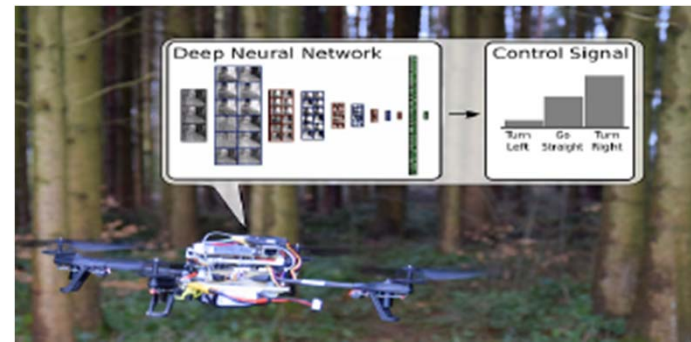 Deep Neural Network
Control Signal
Turn Go Turn
Left Straight Right